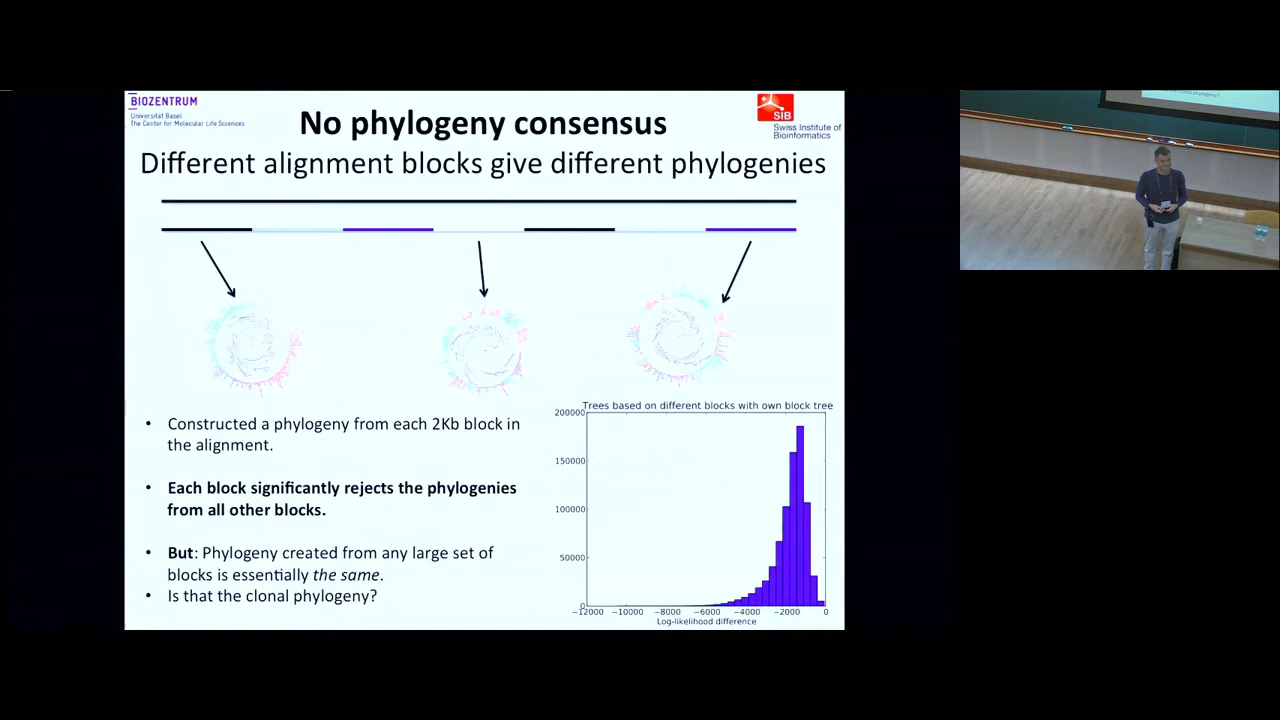 BIOZENTRUM
Universität Basel
The Center for Molecular Life Sciences
No phylogeny consensus
SIB
Swiss Institute of
Bioinformatics
Different alignment blocks give different phylogenies
• Constructed a phylogeny from each 2Kb block in
the alignment.
• Each block significantly rejects the phylogenies
from all other blocks.
• But: Phylogeny created from any large set of
blocks is essentially the same.
• Is that the clonal phylogeny?
Trees based on different blocks with own block tree
200000
150000
100000
50000
0
−12000 −10000 −8000 −6000 −4000 −2000 0
Log-likelihood difference